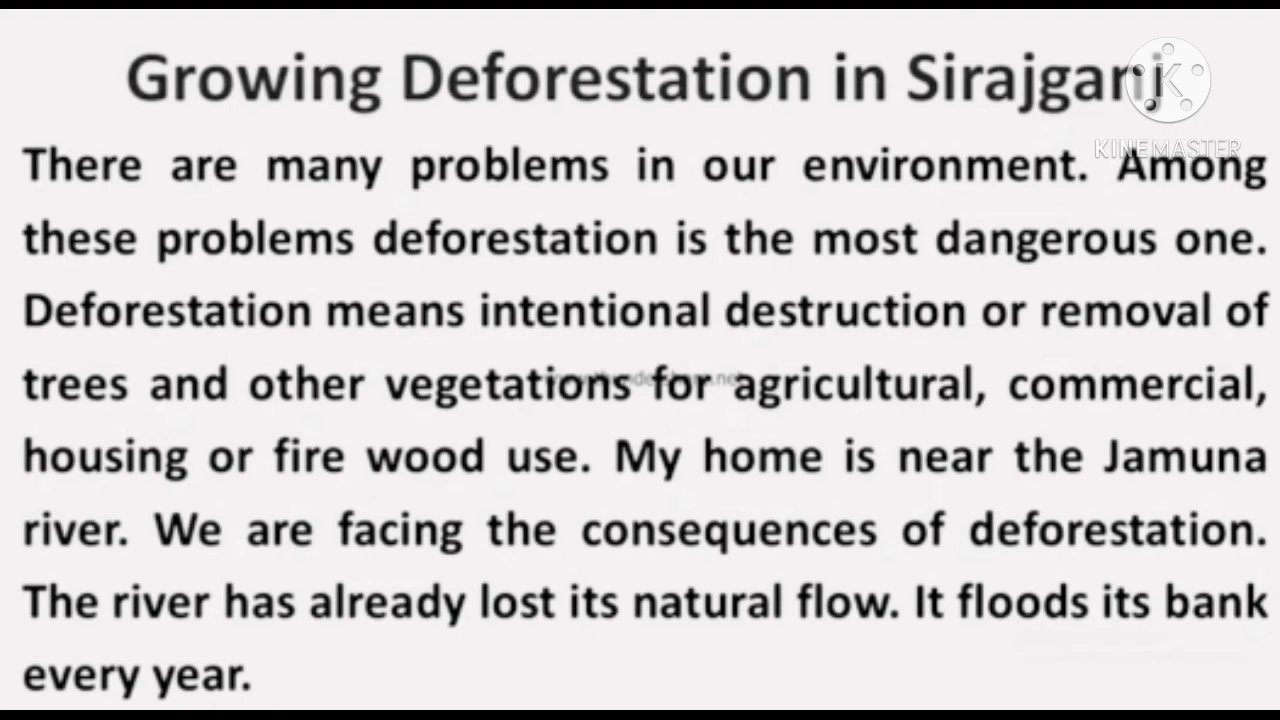 Growing Deforestation in Sirajganj
KINEMASTER
There are many problems in our environment. Among
these problems deforestation is the most dangerous one.
Deforestation means intentional destruction or removal of
trees and other vegetations for agricultural, commercial,
housing or fire wood use. My home is near the Jamuna
river. We are facing the consequences of deforestation.
The river has already lost its natural flow. It floods its bank
every year.